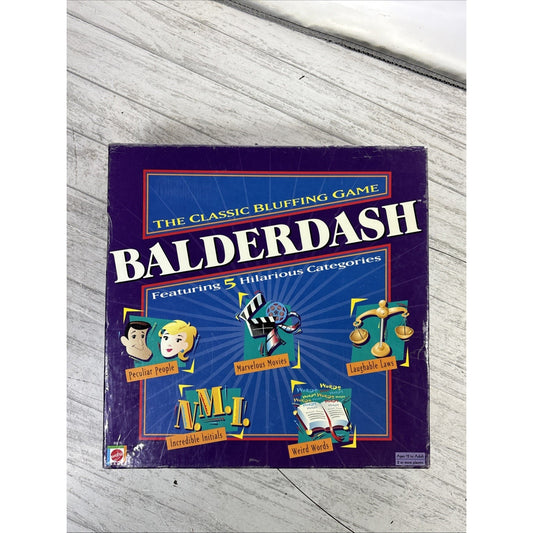 THE CLASSIC BLUFFING GAME
BALDERDASH
Featuring 5 Hilarious Categories
Peculiar People
Marvelous Movies
Laughable Laws
N.M.I.
Incredible Initials
Weird Words